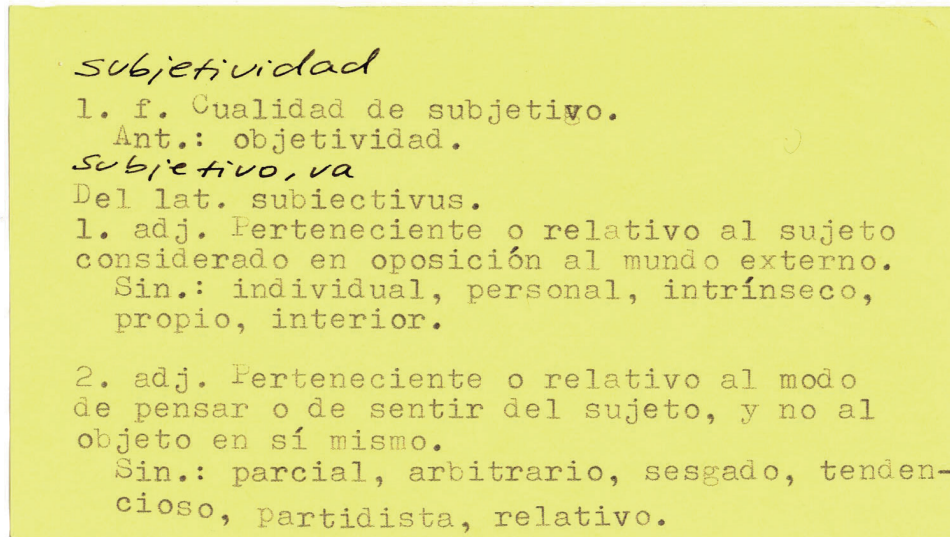 subjetividad
1. f. Cualidad de subjetivo.
Ant.: objetividad.
subjetivo, va
Del lat. subiectivus.
1. adj. Perteneciente o relativo al sujeto
considerado en oposición al mundo externo.
Sin.: individual, personal, intrínseco,
propio, interior.
2. adj. Perteneciente o relativo al modo
de pensar o de sentir del sujeto, y no al
objeto en sí mismo.
Sin.: parcial, arbitrario, sesgado, tenden-
cioso, partidista, relativo.